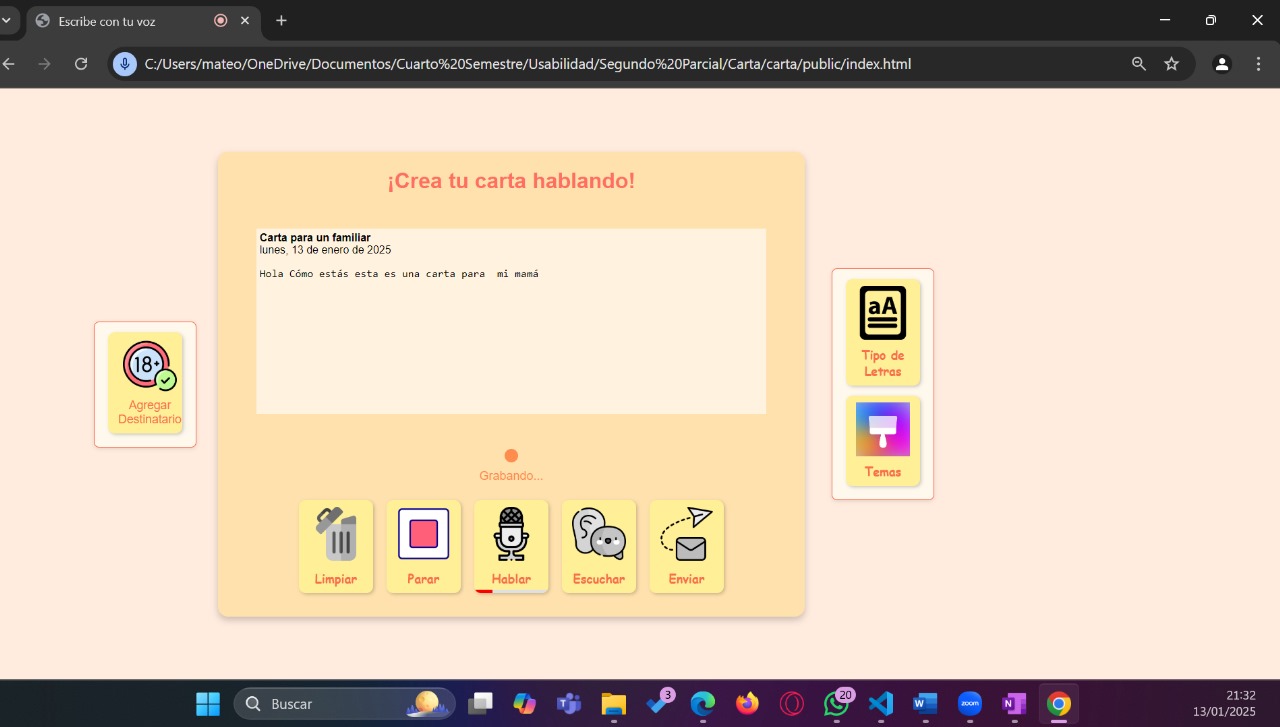 Escribe con tu voz
C:/Users/mateo/OneDrive/Documentos/Cuarto%20Semestre/Usabilidad/Segundo%20Parcial/Carta/carta/public/index.html
¡Crea tu carta hablando!
Carta para un familiar
lunes, 13 de enero de 2025
Hola Cómo estás esta es una carta para  mi mamá
18+
Agregar
Destinatario
aA
Tipo de
Letras
Temas
Grabando...
Limpiar
Parar
Hablar
Escuchar
Enviar
Buscar
3
20
W
zoom
N
21:32
13/01/2025